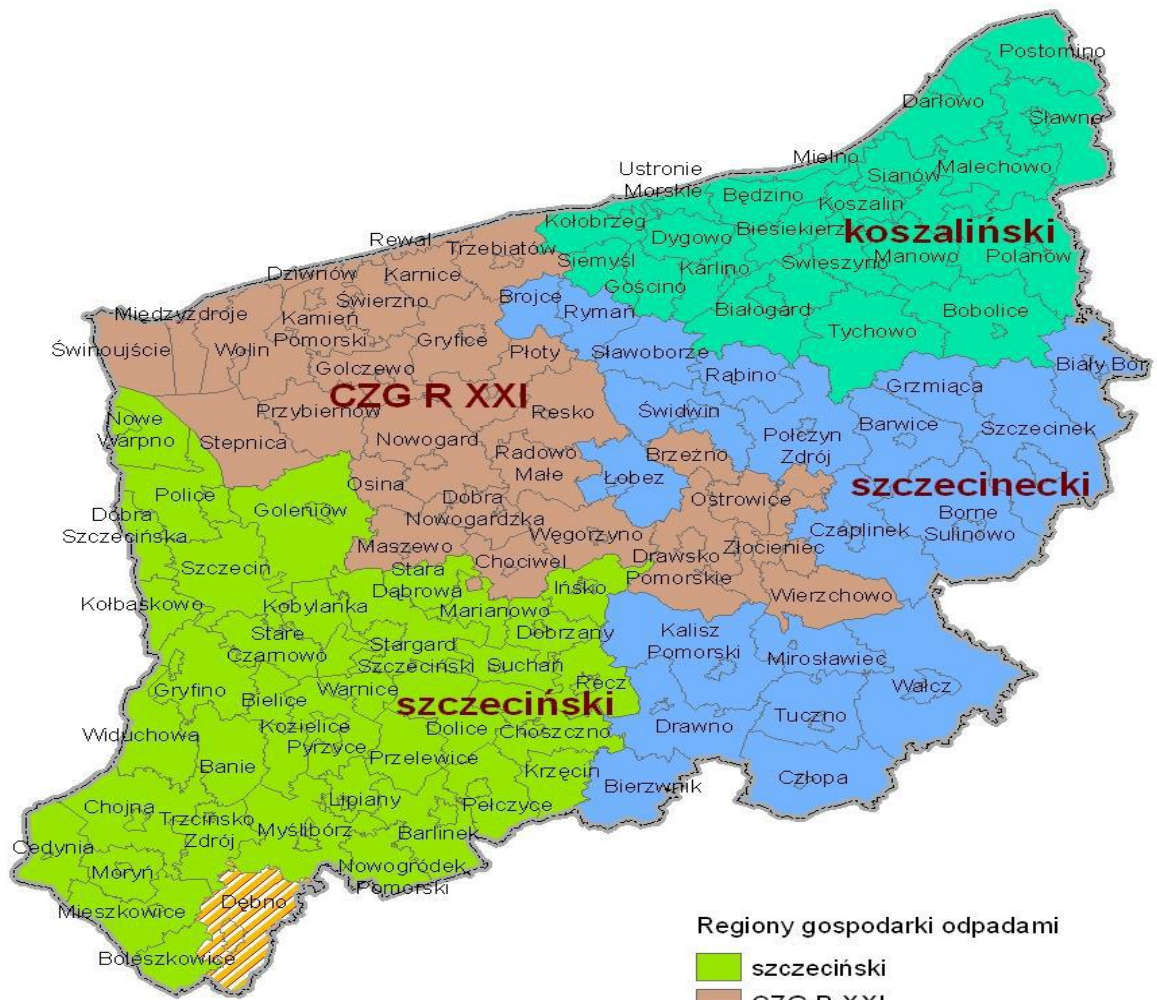 Postomino
Darłowo
Sławno
Mielno
Ustronie
Morskie
Sianów
Malechowo
Będzino
Koszalin
Kołobrzeg
Dygowo
Biesiekierz
koszaliński
Rewal
Trzebiatów
Siemyśl
Karlino
Świeszyno
Manowo
Polanów
Dziwnów
Karnice
Gościno
Brojce
Rymań
Białogard
Bobolice
Międzyzdroje
Świerzno
Kamień
Pomorski
Gryfice
Tychowo
Świnoujście
Wolin
Płoty
Sławoborze
Biały Bór
Golczewo
Rąbino
Grzmiąca
CZG R XXI
Przybiernów
Resko
Świdwin
Nowe
Warpno
Stepnica
Nowogard
Radowo
Małe
Połczyn
Zdrój
Barwice
Szczecinek
Brzeżno
Osina
Łobez
szczecinecki
Police
Goleniów
Dobra
Nowogardzka
Ostrowice
Borne
Sulinowo
Dobra
Szczecińska
Węgorzyno
Czaplinek
Maszewo
Chociwel
Drawsko
Pomorskie
Złocieniec
Szczecin
Stara
Dąbrowa
Ińsko
Wierzchowo
Kołbaskowo
Kobylanka
Marianowo
Stare
Czarnowo
Dobrzany
Kalisz
Pomorski
Stargard
Szczeciński
Suchań
Mirosławiec
Gryfino
Bielice
Warnice
Recz
Wałcz
szczeciński
Widuchowa
Kozielice
Pyrzyce
Dolice
Choszczno
Drawno
Tuczno
Banie
Przelewice
Krzęcin
Bierzwnik
Człopa
Chojna
Lipiany
Pełczyce
Trzcińsko
Zdrój
Myślibórz
Barlinek
Cedynia
Moryń
Nowogródek
Pomorski
Mieszkowice
Dębno
Boleszkowice
Regiony gospodarki odpadami
szczeciński
CZG R XXI